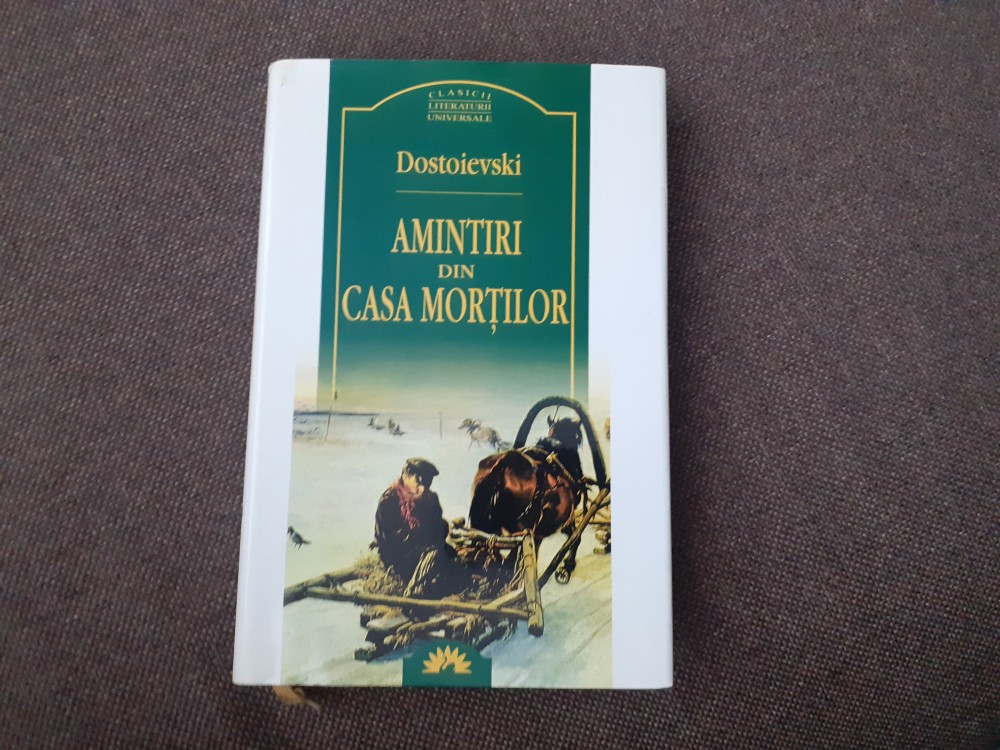 CLASICII
LITERATURII
UNIVERSALE
Dostoievski
AMINTIRI
DIN
CASA MORȚILOR